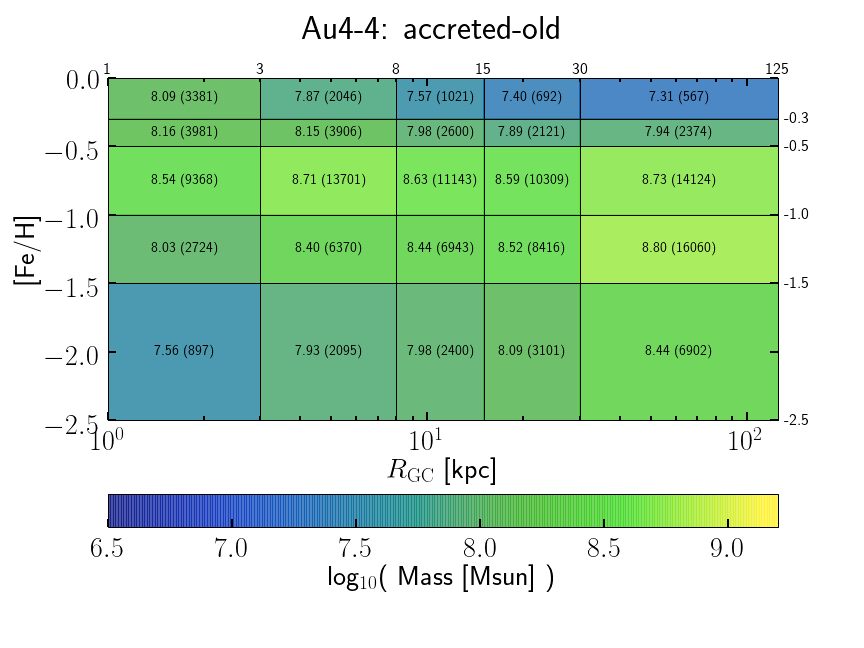 Au4-4: accreted-old
1 3 8 15 30 125
0.0 8.09 (3381) 7.87 (2046) 7.57 (1021) 7.40 (692) 7.31 (567)
-0.3
8.16 (3981) 8.15 (3906) 7.98 (2600) 7.89 (2121) 7.94 (2374)
−0.5 -0.5
8.54 (9368) 8.71 (13701) 8.63 (11143) 8.59 (10309) 8.73 (14124)
−1.0 -1.0
[Fe/H]
8.03 (2724) 8.40 (6370) 8.44 (6943) 8.52 (8416) 8.80 (16060)
−1.5 -1.5
−2.0 7.56 (897) 7.93 (2095) 7.98 (2400) 8.09 (3101) 8.44 (6902)
−2.5 -2.5
10⁰ 10¹ 10²
R_GC [kpc]
6.5 7.0 7.5 8.0 8.5 9.0
log₁₀( Mass [Msun] )